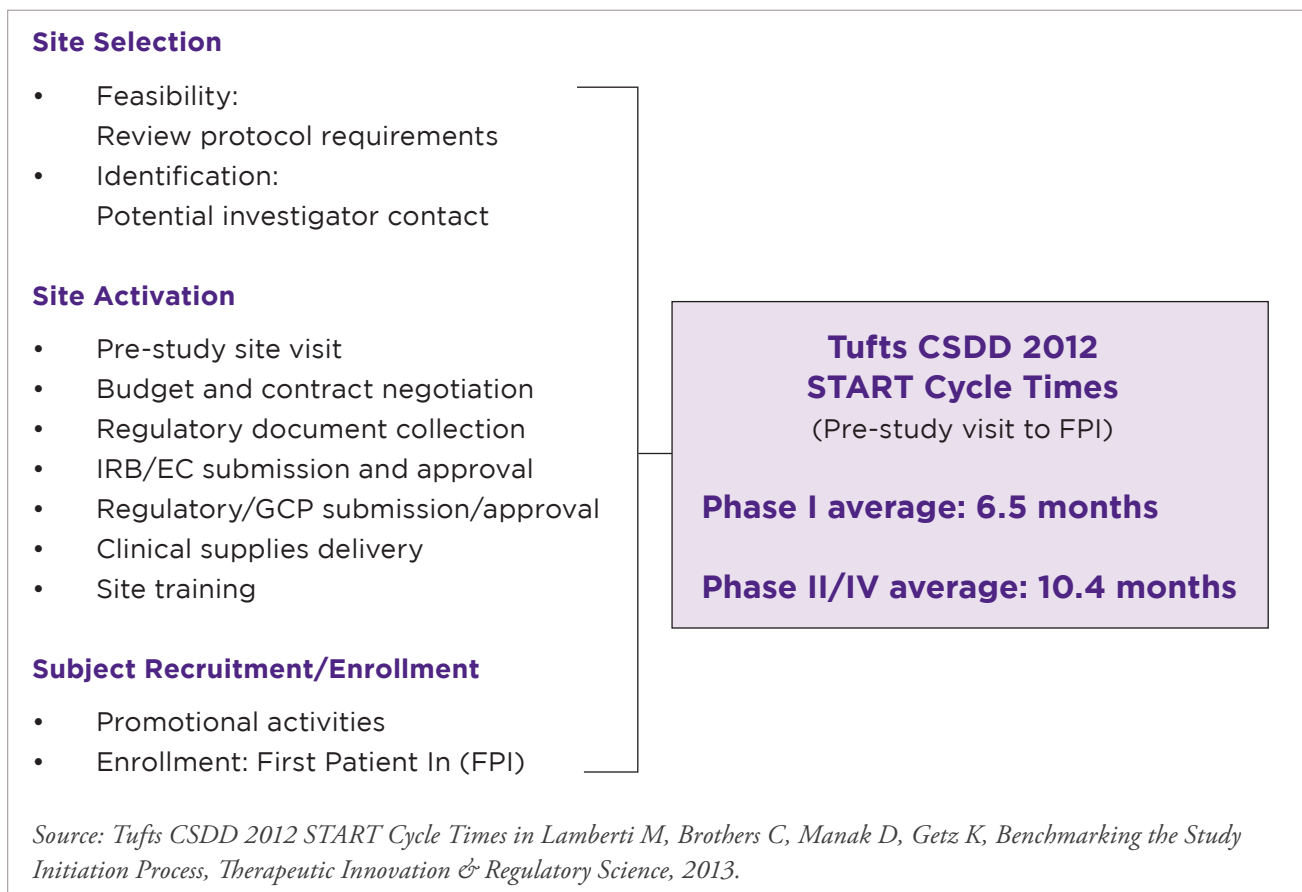 Site Selection
• Feasibility:
Review protocol requirements
• Identification:
Potential investigator contact
Site Activation
• Pre-study site visit
• Budget and contract negotiation
• Regulatory document collection
• IRB/EC submission and approval
• Regulatory/GCP submission/approval
• Clinical supplies delivery
• Site training
Subject Recruitment/Enrollment
• Promotional activities
• Enrollment: First Patient In (FPI)
Tufts CSDD 2012
START Cycle Times
(Pre-study visit to FPI)
Phase I average: 6.5 months
Phase II/IV average: 10.4 months
Source: Tufts CSDD 2012 START Cycle Times in Lamberti M, Brothers C, Manak D, Getz K, Benchmarking the Study
Initiation Process, Therapeutic Innovation & Regulatory Science, 2013.